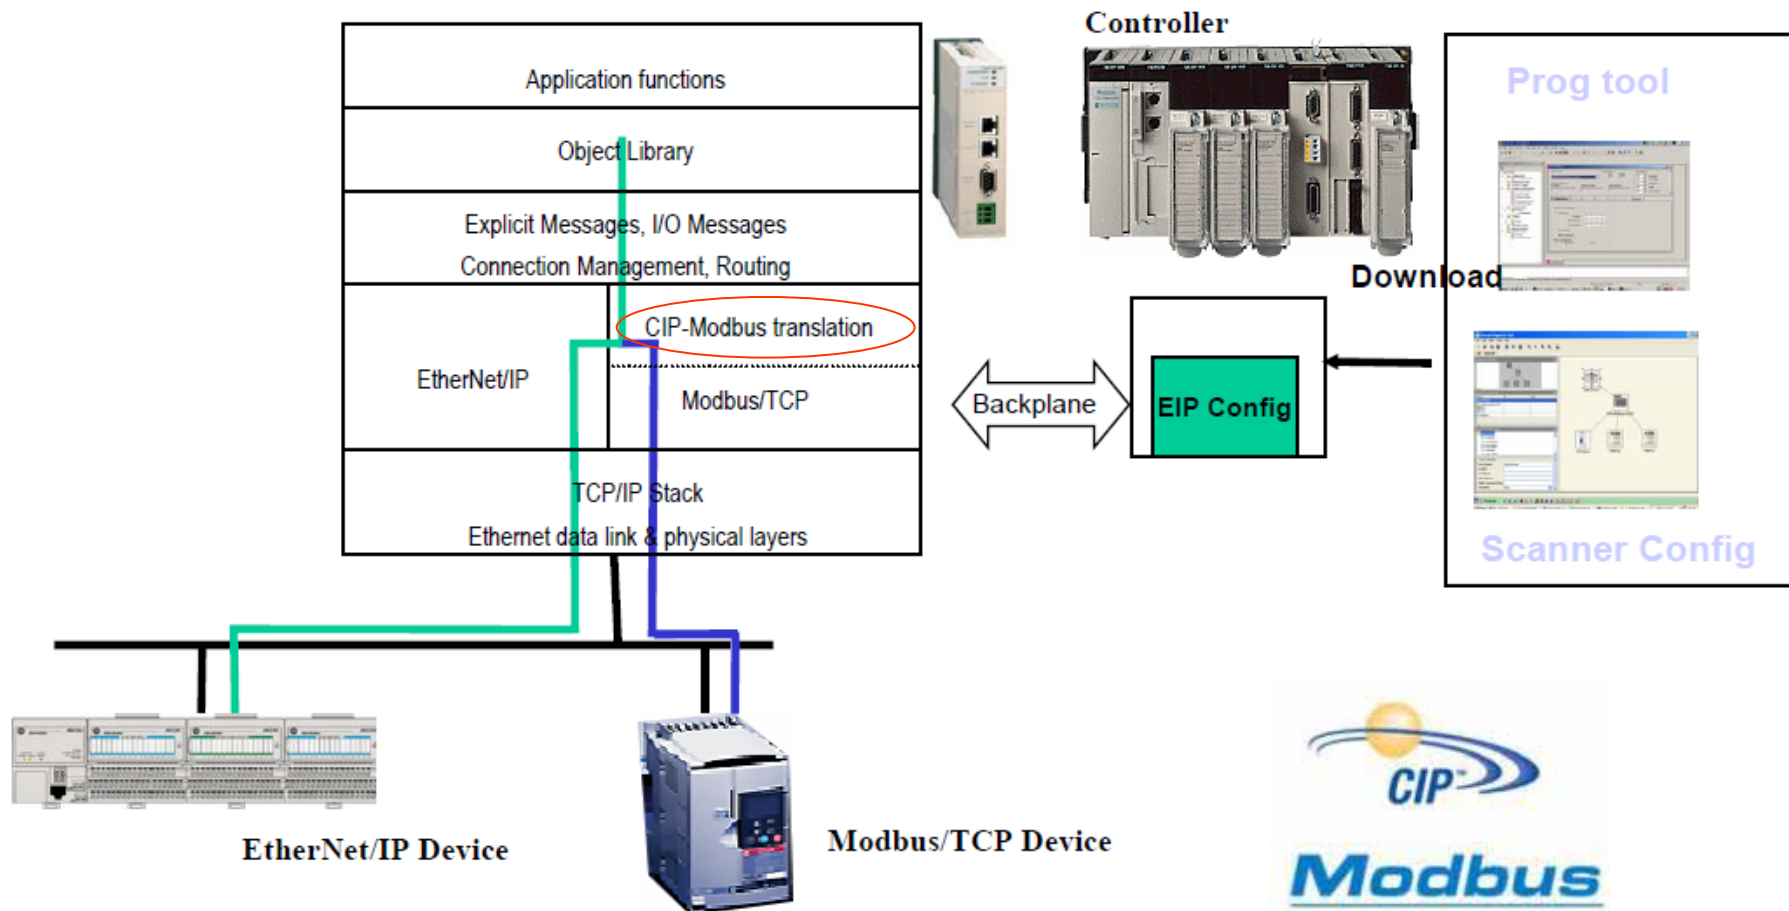 Controller
Prog tool
Application functions
Object Library
Explicit Messages, I/O Messages
Connection Management, Routing
Download
CIP-Modbus translation
EtherNet/IP
Modbus/TCP
Backplane
EIP Config
TCP/IP Stack
Ethernet data link & physical layers
Scanner Config
EtherNet/IP Device
Modbus/TCP Device
CIP™
Modbus